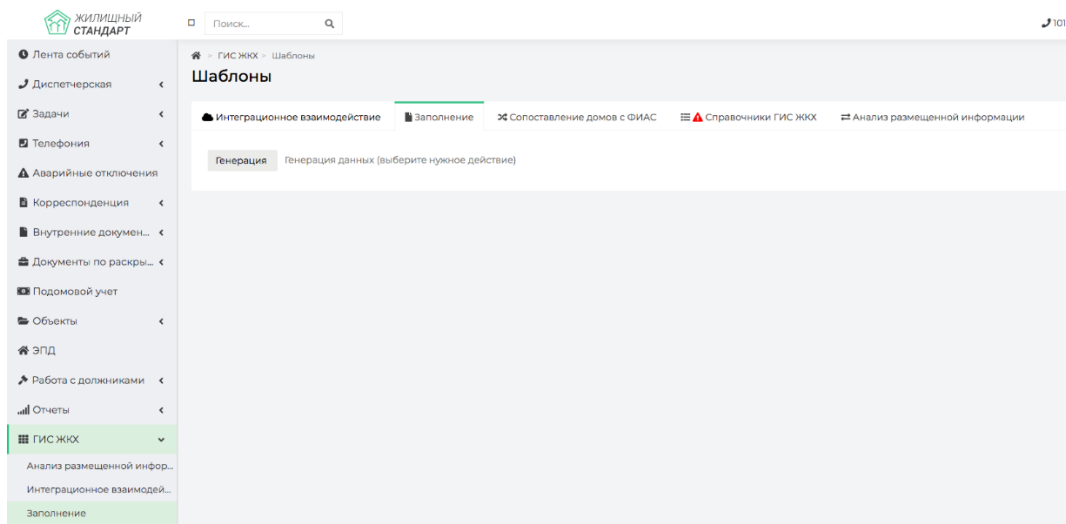 ЖИЛИЩНЫЙ
СТАНДАРТ
Поиск...
101
Лента событий
Диспетчерская
Задачи
Телефония
Аварийные отключения
Корреспонденция
Внутренние докумен...
Документы по раскры...
Подомовой учет
Объекты
ЭПД
Работа с должниками
Отчеты
ГИС ЖКХ
Анализ размещенной инфор...
Интеграционное взаимодей...
Заполнение
> ГИС ЖКХ > Шаблоны
Шаблоны
Интеграционное взаимодействие Заполнение Сопоставление домов с ФИАС Справочники ГИС ЖКХ Анализ размещенной информации
Генерация Генерация данных (выберите нужное действие)